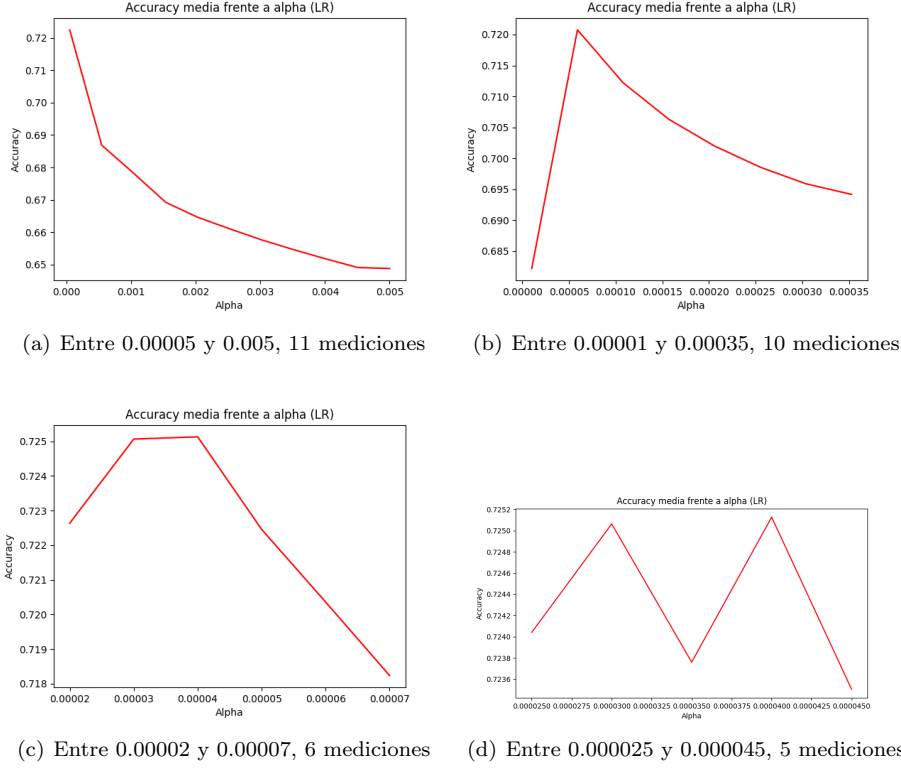 Accuracy media frente a alpha (LR)
0.72
0.71
0.70
0.69
0.68
0.67
0.66
0.65
Accuracy
0.000 0.001 0.002 0.003 0.004 0.005
Alpha
(a) Entre 0.00005 y 0.005, 11 mediciones
Accuracy media frente a alpha (LR)
0.720
0.715
0.710
0.705
0.700
0.695
0.690
0.685
Accuracy
0.00000 0.00005 0.00010 0.00015 0.00020 0.00025 0.00030 0.00035
Alpha
(b) Entre 0.00001 y 0.00035, 10 mediciones
Accuracy media frente a alpha (LR)
0.725
0.724
0.723
0.722
0.721
0.720
0.719
0.718
Accuracy
0.00002 0.00003 0.00004 0.00005 0.00006 0.00007
Alpha
(c) Entre 0.00002 y 0.00007, 6 mediciones
Accuracy media frente a alpha (LR)
0.7252
0.7250
0.7248
0.7246
0.7244
0.7242
0.7240
0.7238
0.7236
Accuracy
0.0000250 0.0000275 0.0000300 0.0000325 0.0000350 0.0000375 0.0000400 0.0000425 0.0000450
Alpha
(d) Entre 0.000025 y 0.000045, 5 mediciones